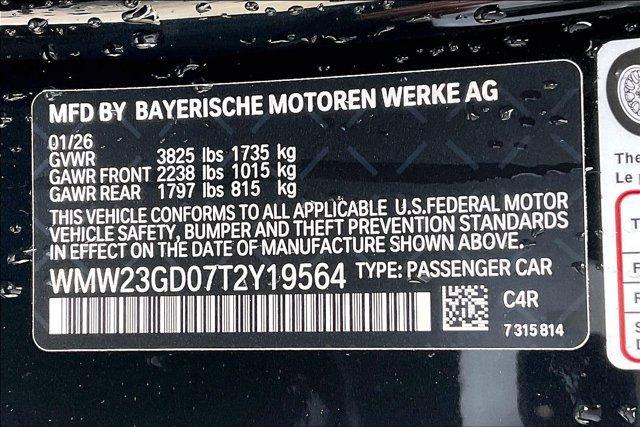 MFD BY BAYERISCHE MOTOREN WERKE AG
01/26
GVWR 3825 lbs 1735 kg
GAWR FRONT 2238 lbs 1015 kg
GAWR REAR 1797 lbs 815 kg
THIS VEHICLE CONFORMS TO ALL APPLICABLE U.S.FEDERAL MOTOR
VEHICLE SAFETY, BUMPER AND THEFT PREVENTION STANDARDS
IN EFFECT ON THE DATE OF MANUFACTURE SHOWN ABOVE.
WMW23GD07T2Y19564 TYPE: PASSENGER CAR
C4R
7 315 814
The
Le p